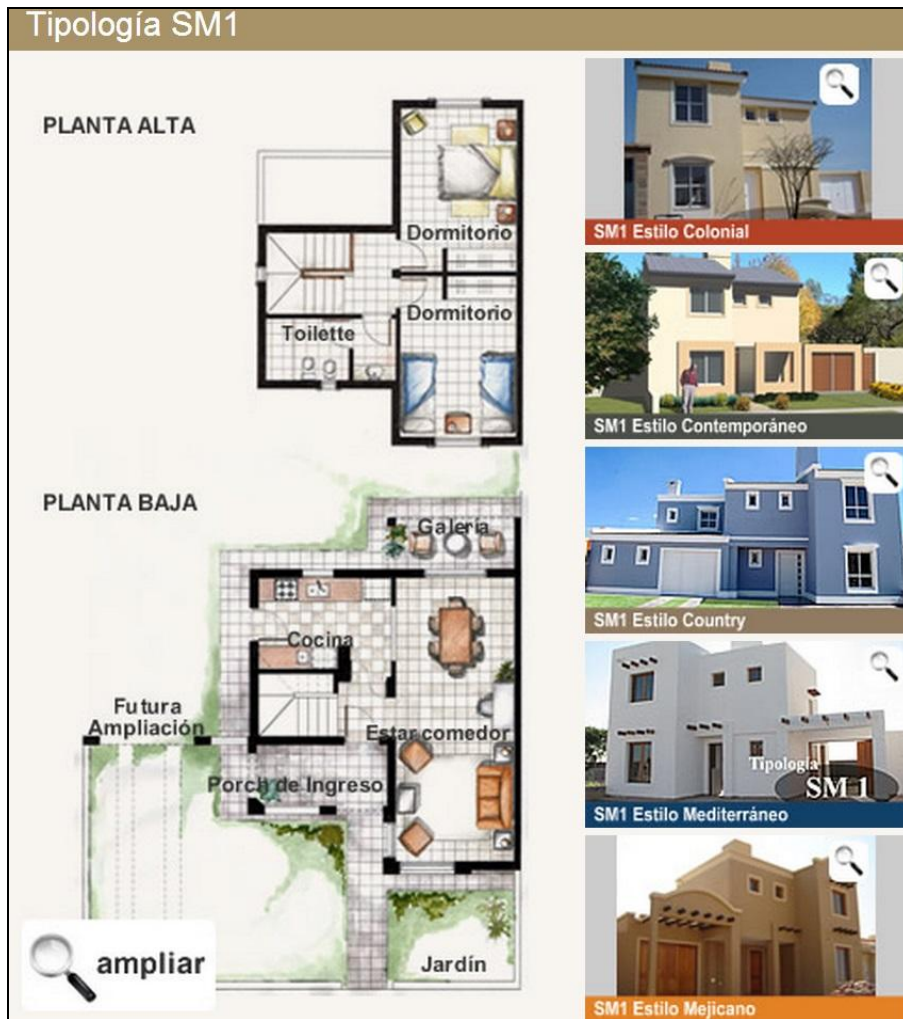 Tipología SM1
PLANTA ALTA
Dormitorio
Dormitorio
Toilette
PLANTA BAJA
Galería
Cocina
Futura
Ampliación
Estar comedor
Porch de Ingreso
Jardín
ampliar
SM1 Estilo Colonial
SM1 Estilo Contemporáneo
SM1 Estilo Country
Tipología
SM 1
SM1 Estilo Mediterráneo
SM1 Estilo Mejicano